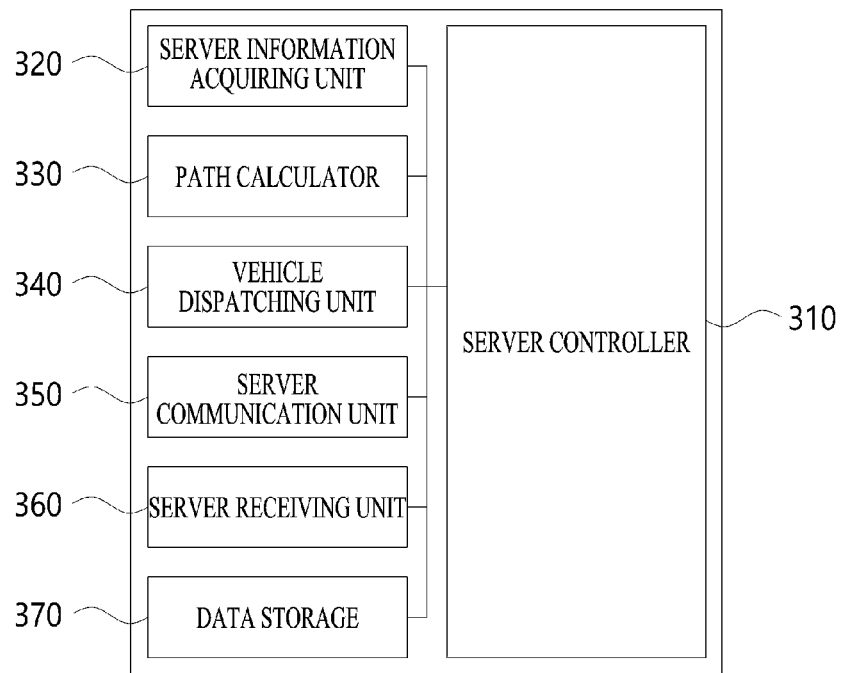 320
SERVER INFORMATION
ACQUIRING UNIT
330
PATH CALCULATOR
340
VEHICLE
DISPATCHING UNIT
350
SERVER
COMMUNICATION UNIT
360
SERVER RECEIVING UNIT
370
DATA STORAGE
SERVER CONTROLLER
310